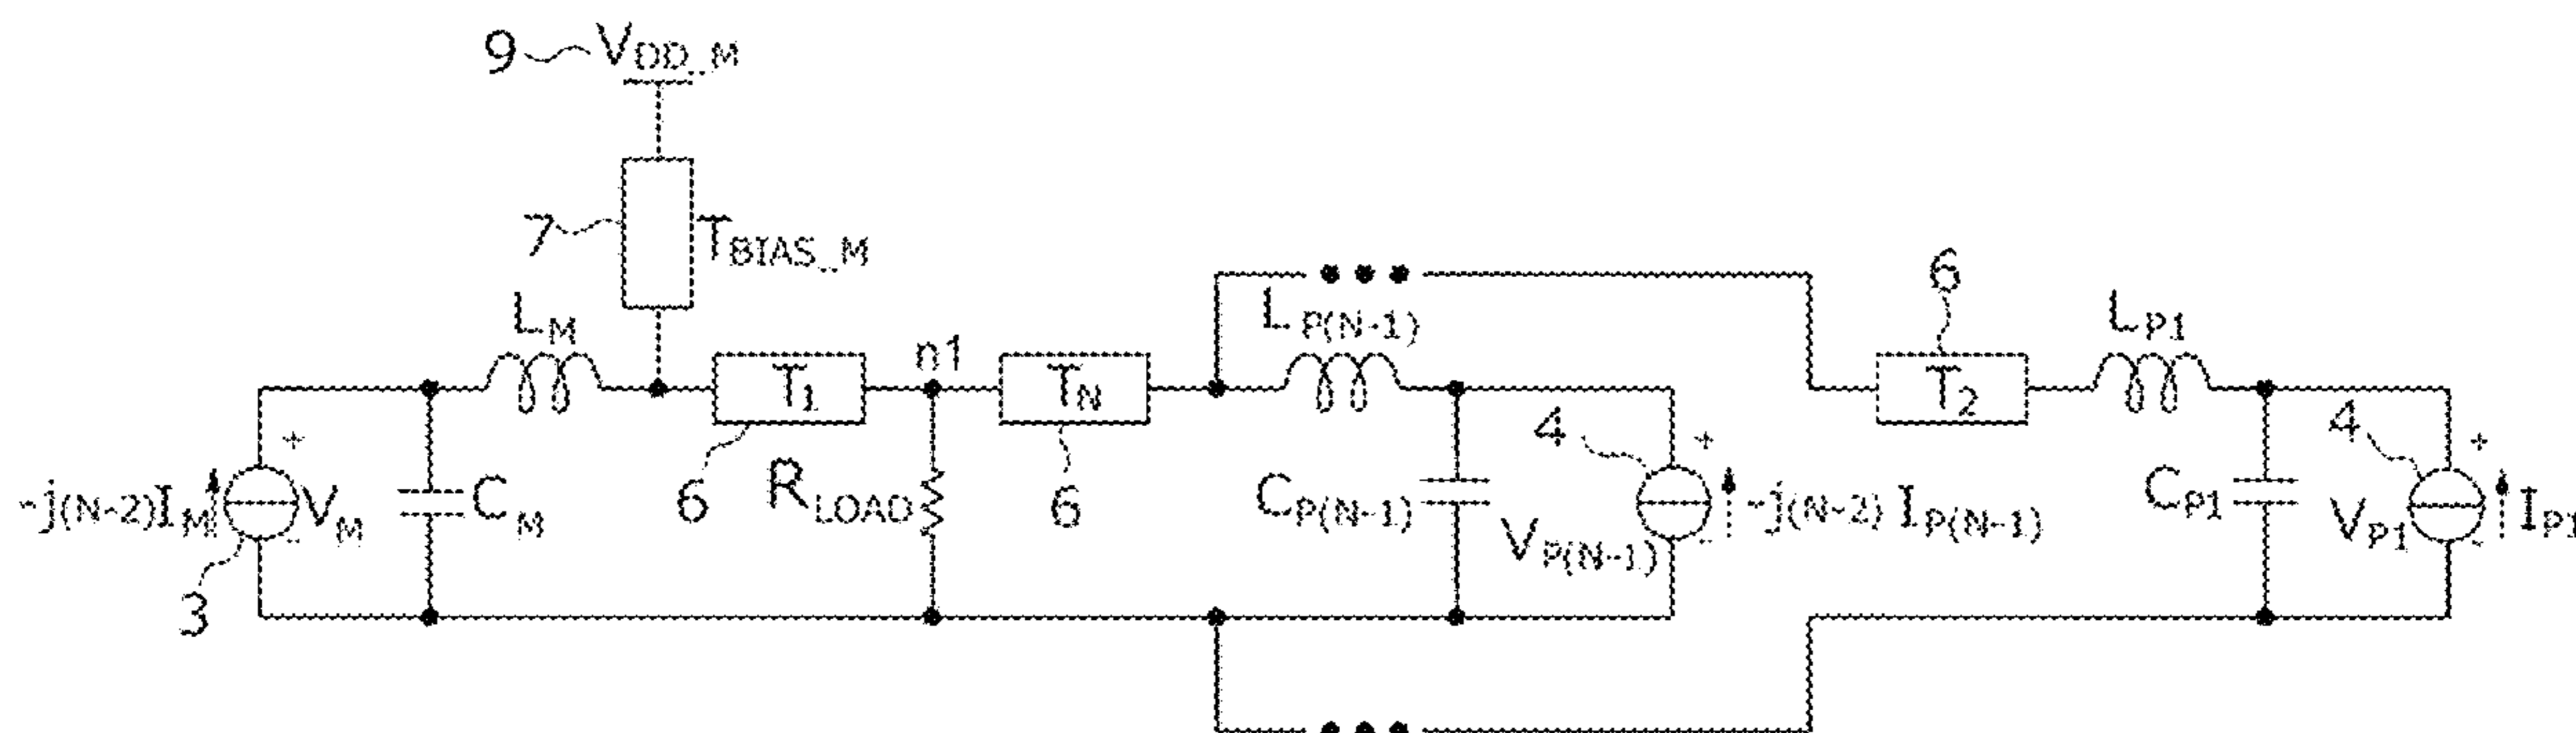 9 VDD_M
7 TBIAS_M
6
LM
LP(N-1)
LP1
T1
n1
TN
T2
+
4
+
4
+
-j(N-2)IM
VM
CM
6
RLOAD
6
CP(N-1)
VP(N-1)
-j(N-2) IP(N-1)
CP1
VP1
IP1
-
-
-
3